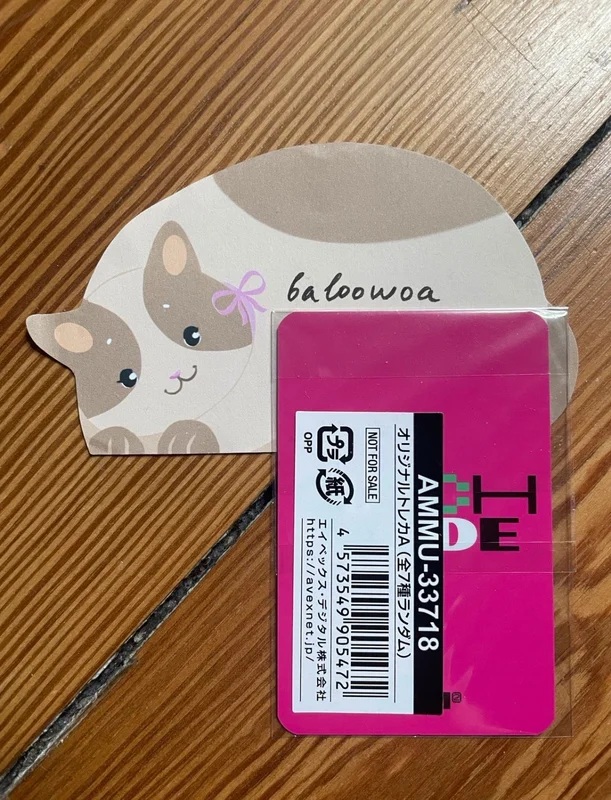 baloowoa
AMMU-33718
オリジナルトレカA (全7種ランダム)
NOT FOR SALE
プラ
OPP
紙
4 573549 905472
エイベックス・デジタル株式会社
https://avexnet.jp/